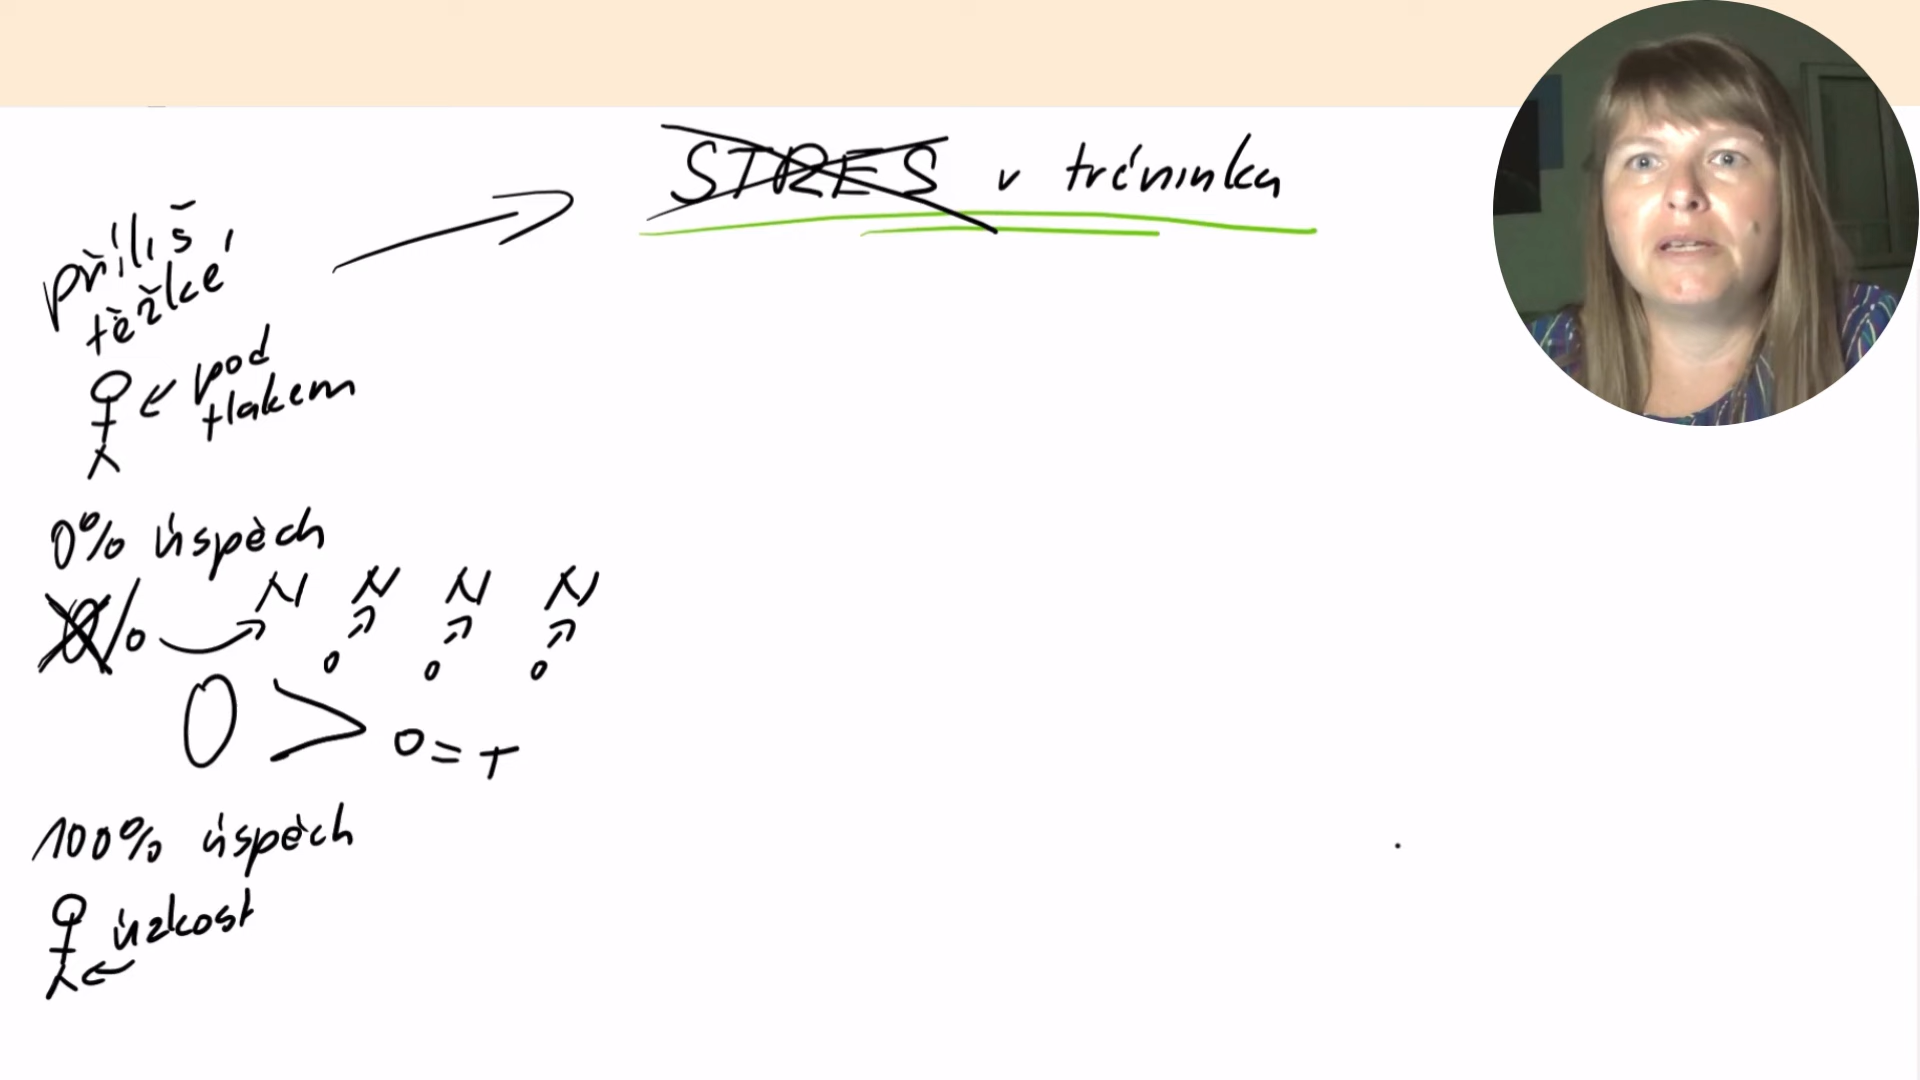 STRES v tréninku
příliš
těžké
pod
tlakem
0% úspěch
0% N N N N
o o o
0 > o = T
100% úspěch
úzkost